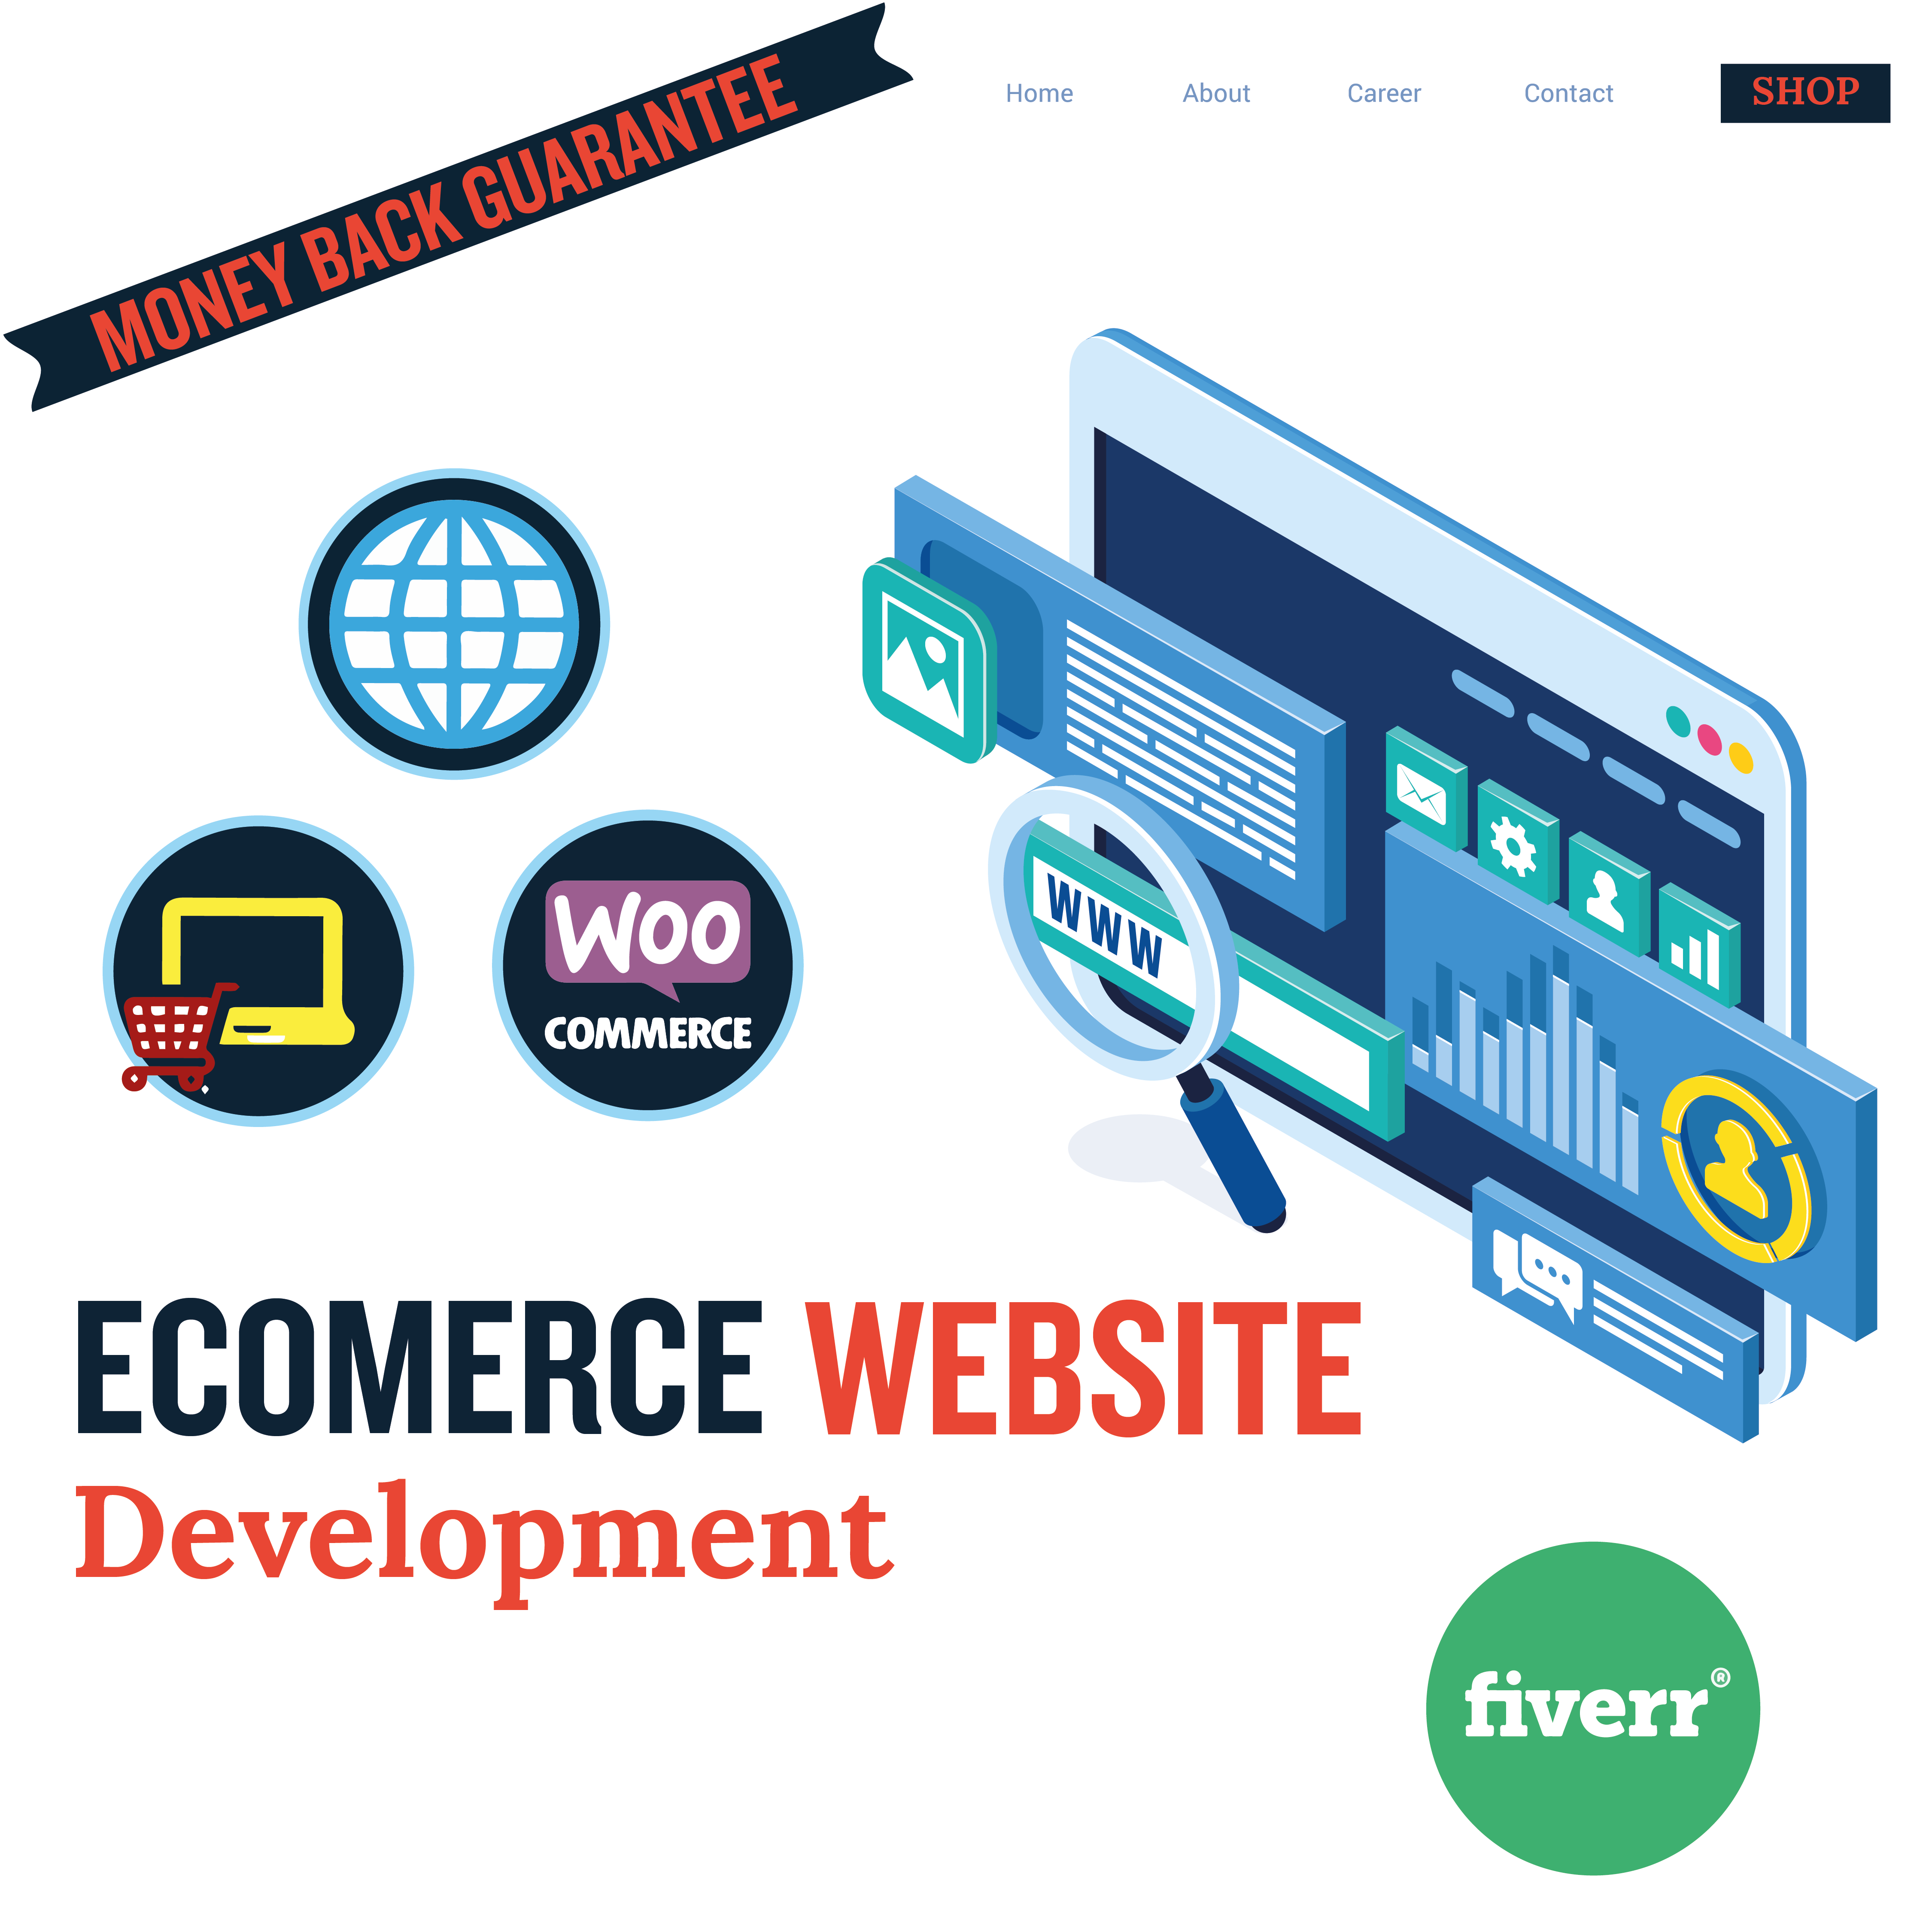 MONEY BACK GUARANTEE
Home About Career Contact SHOP
WOO
COMMERCE
WWW
ECOMERCE WEBSITE
Development
fiverr®